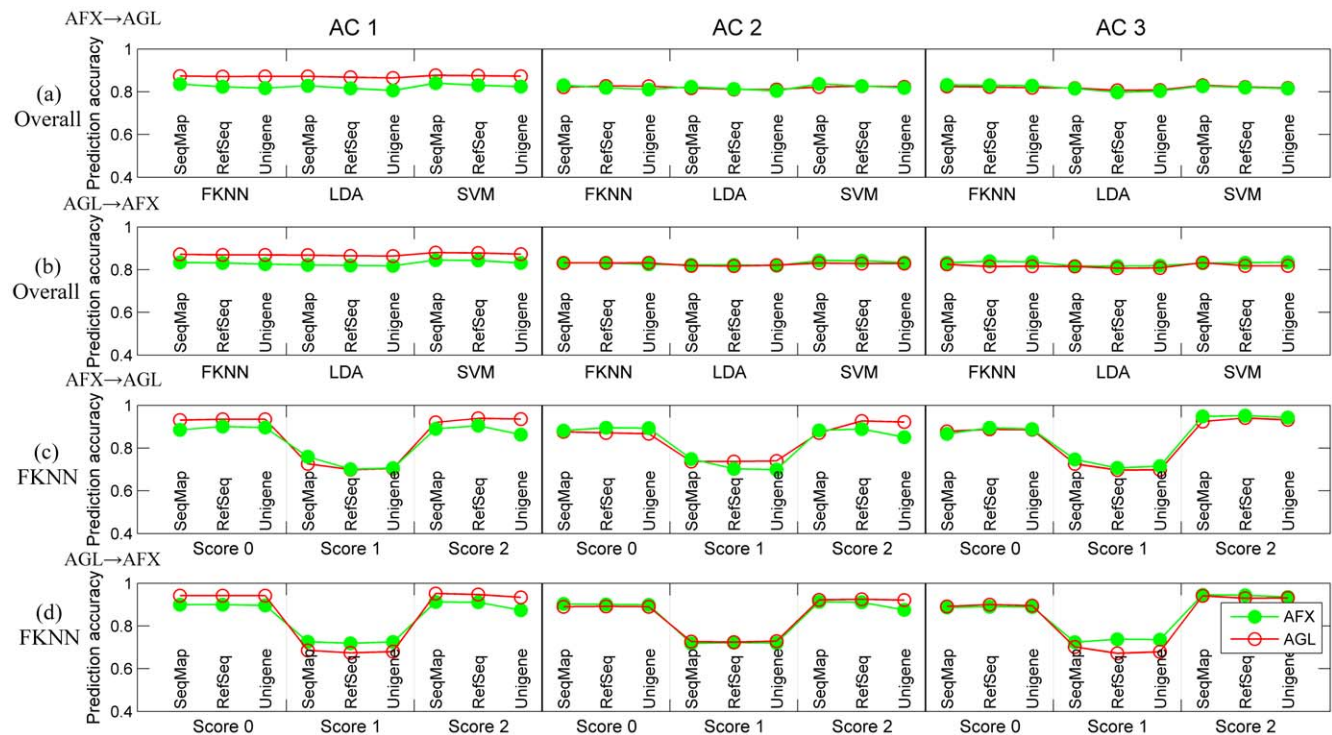 AFX→AGL
AC 1 AC 2 AC 3
(a)
Overall
Prediction accuracy
1
0.8
0.6
0.4
SeqMap RefSeq Unigene SeqMap RefSeq Unigene SeqMap RefSeq Unigene SeqMap RefSeq Unigene SeqMap RefSeq Unigene SeqMap RefSeq Unigene SeqMap RefSeq Unigene SeqMap RefSeq Unigene SeqMap RefSeq Unigene
FKNN LDA SVM FKNN LDA SVM FKNN LDA SVM
AGL→AFX
(b)
Overall
Prediction accuracy
1
0.8
0.6
0.4
SeqMap RefSeq Unigene SeqMap RefSeq Unigene SeqMap RefSeq Unigene SeqMap RefSeq Unigene SeqMap RefSeq Unigene SeqMap RefSeq Unigene SeqMap RefSeq Unigene SeqMap RefSeq Unigene SeqMap RefSeq Unigene
FKNN LDA SVM FKNN LDA SVM FKNN LDA SVM
AFX→AGL
(c)
FKNN
Prediction accuracy
1
0.8
0.6
0.4
SeqMap RefSeq Unigene SeqMap RefSeq Unigene SeqMap RefSeq Unigene SeqMap RefSeq Unigene SeqMap RefSeq Unigene SeqMap RefSeq Unigene SeqMap RefSeq Unigene SeqMap RefSeq Unigene SeqMap RefSeq Unigene
Score 0 Score 1 Score 2 Score 0 Score 1 Score 2 Score 0 Score 1 Score 2
AGL→AFX
(d)
FKNN
Prediction accuracy
1
0.8
0.6
0.4
SeqMap RefSeq Unigene SeqMap RefSeq Unigene SeqMap RefSeq Unigene SeqMap RefSeq Unigene SeqMap RefSeq Unigene SeqMap RefSeq Unigene SeqMap RefSeq Unigene SeqMap RefSeq Unigene SeqMap RefSeq Unigene
AFX
AGL
Score 0 Score 1 Score 2 Score 0 Score 1 Score 2 Score 0 Score 1 Score 2